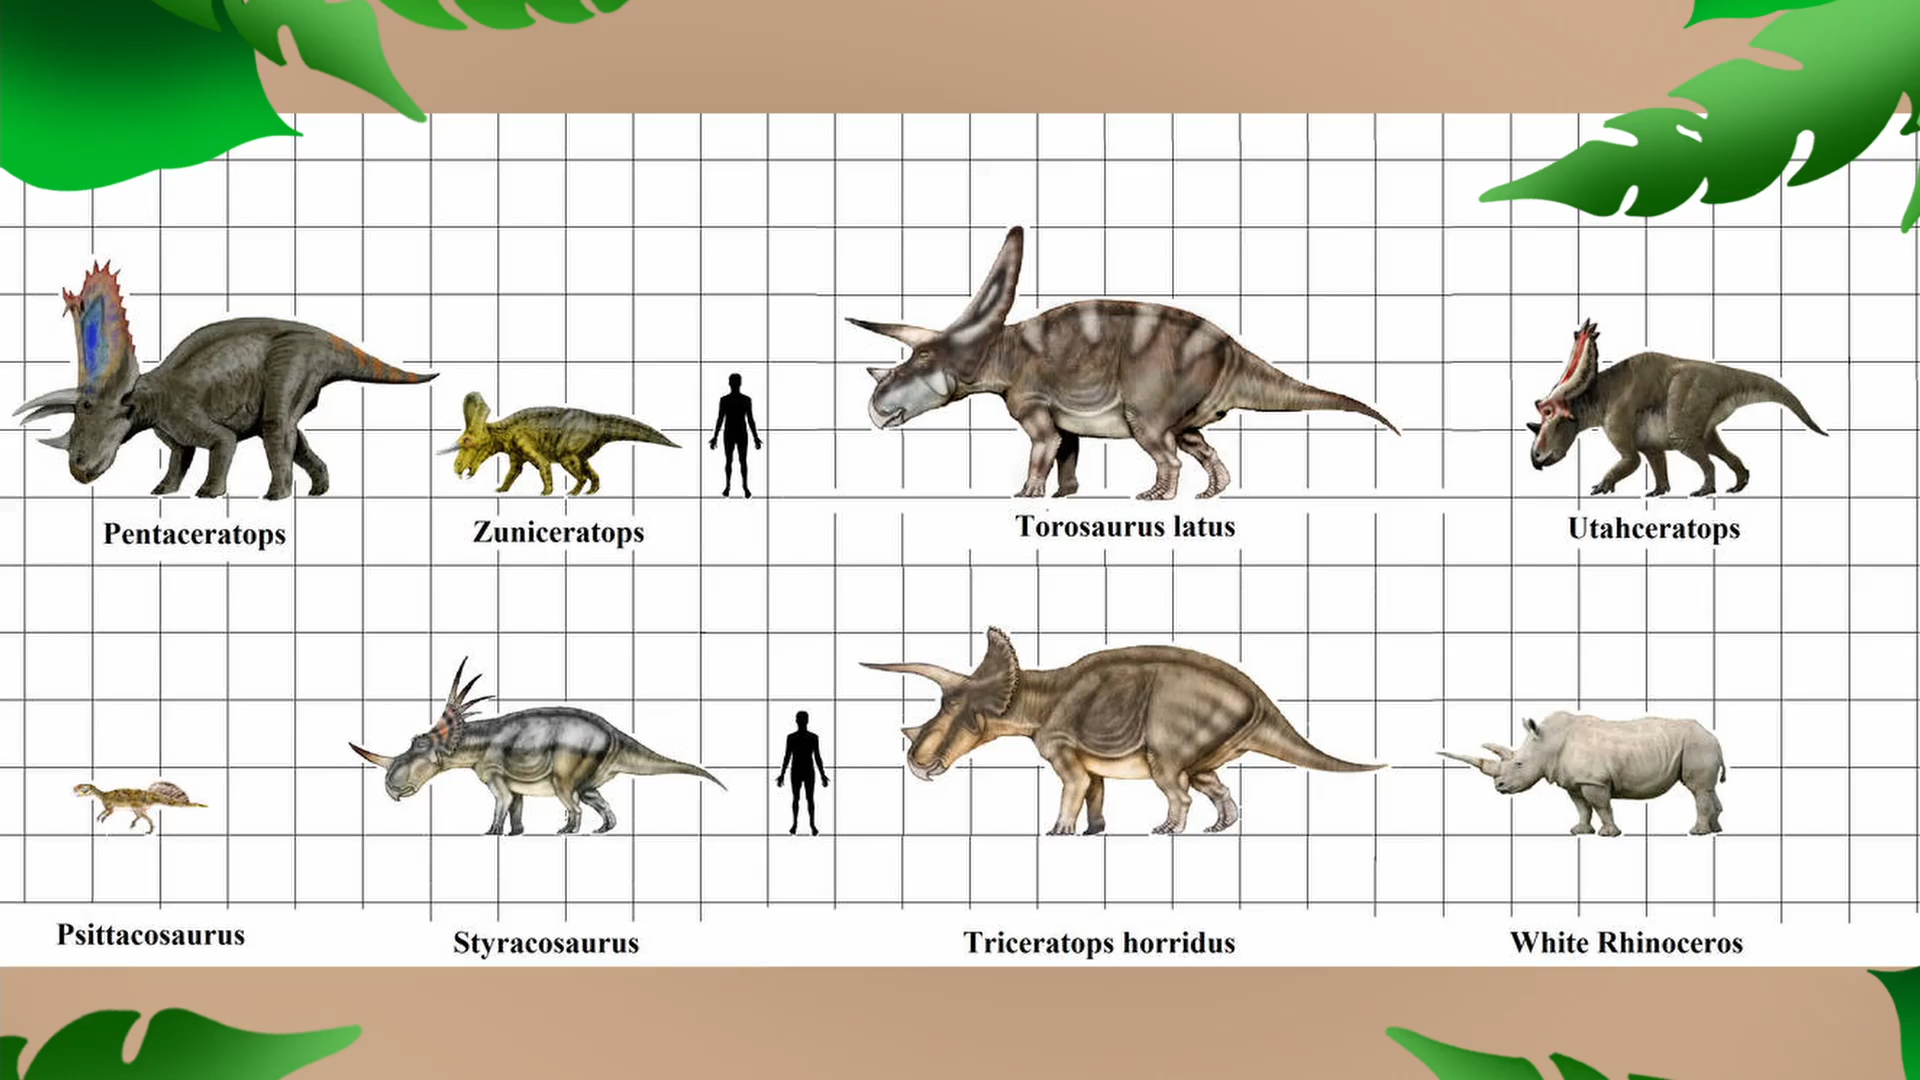 Pentaceratops
Zuniceratops
Torosaurus latus
Utahceratops
Psittacosaurus
Styracosaurus
Triceratops horridus
White Rhinoceros